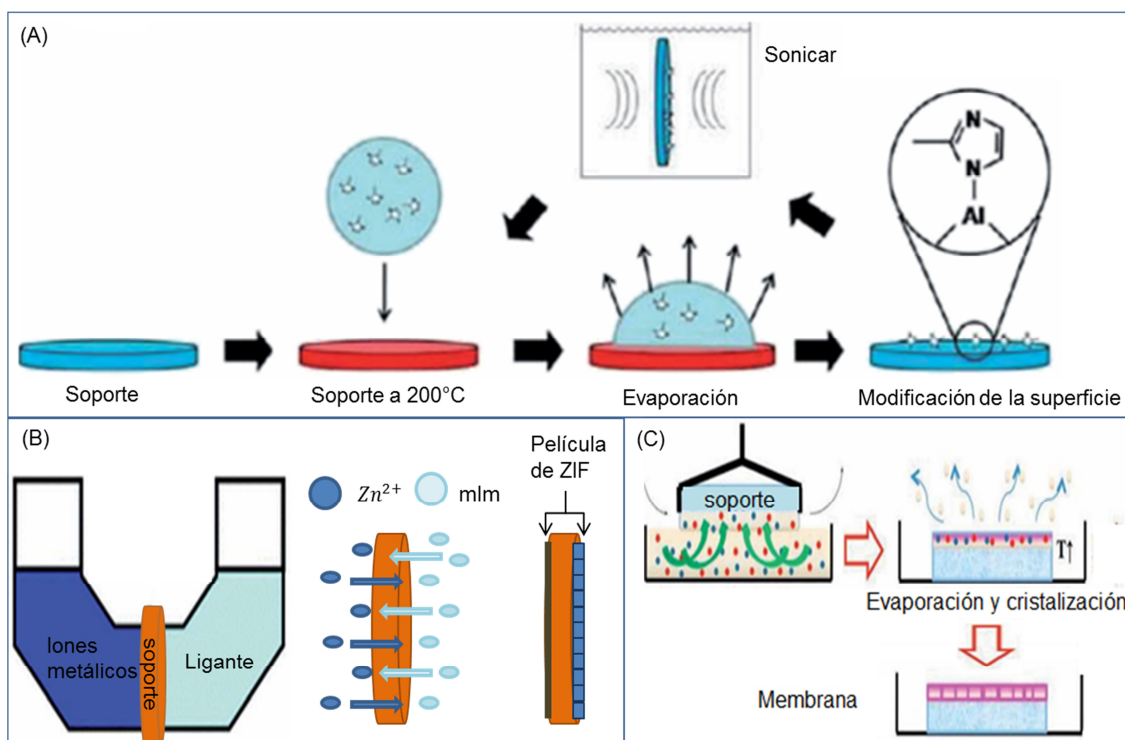 (A)
Sonicar
N
N
Al
Soporte
Soporte a 200°C
Evaporación
Modificación de la superficie
(B)
Iones
metálicos
soporte
Ligante
Zn²⁺
mIm
Película
de ZIF
(C)
soporte
T↑
Evaporación y cristalización
Membrana